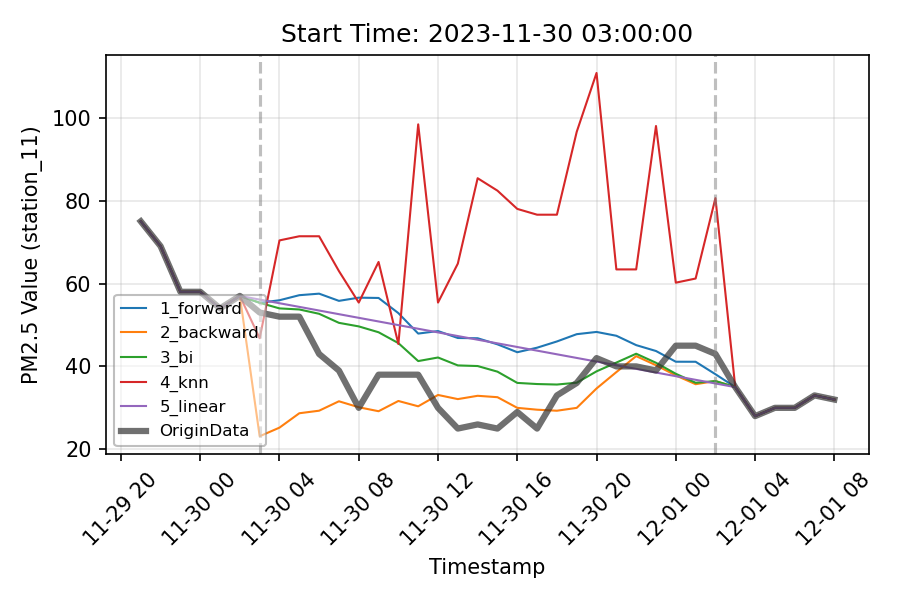 Start Time: 2023-11-30 03:00:00
PM2.5 Value (station_11)
100
80
60
40
20
1_forward
2_backward
3_bi
4_knn
5_linear
OriginData
11-29 20
11-30 00
11-30 04
11-30 08
11-30 12
11-30 16
11-30 20
12-01 00
12-01 04
12-01 08
Timestamp